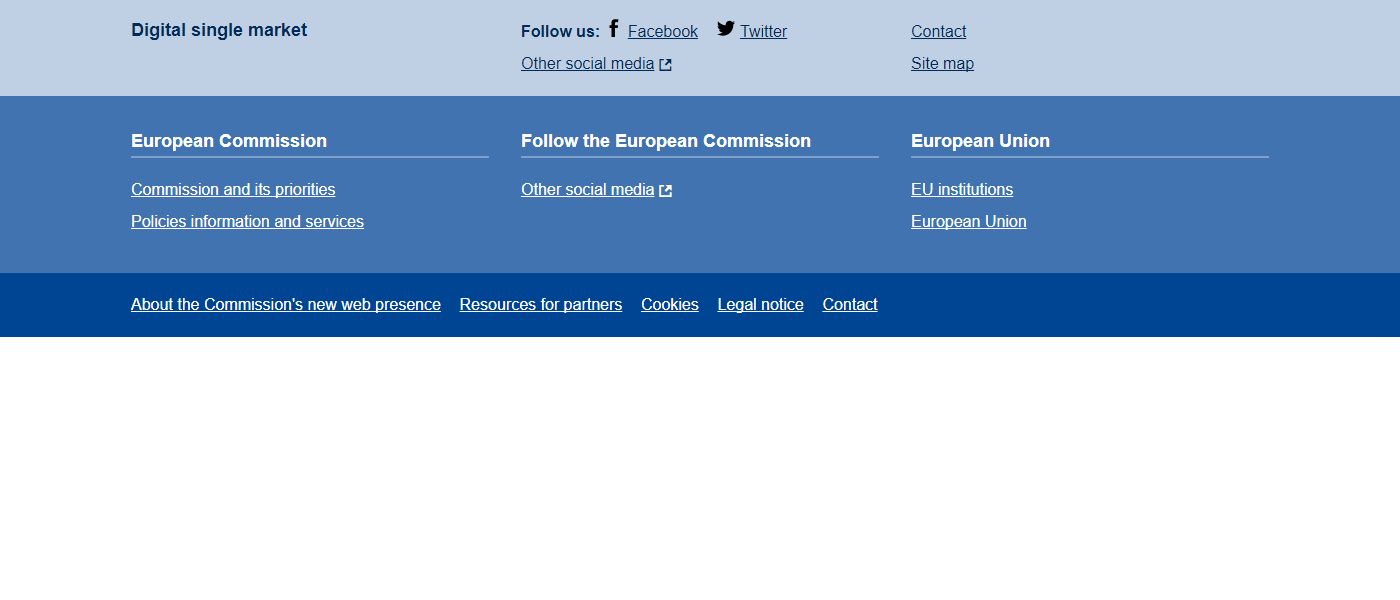 Digital single market
Follow us: Facebook Twitter
Other social media
Contact
Site map
European Commission
Commission and its priorities
Policies information and services
Follow the European Commission
Other social media
European Union
EU institutions
European Union
About the Commission's new web presence Resources for partners Cookies Legal notice Contact